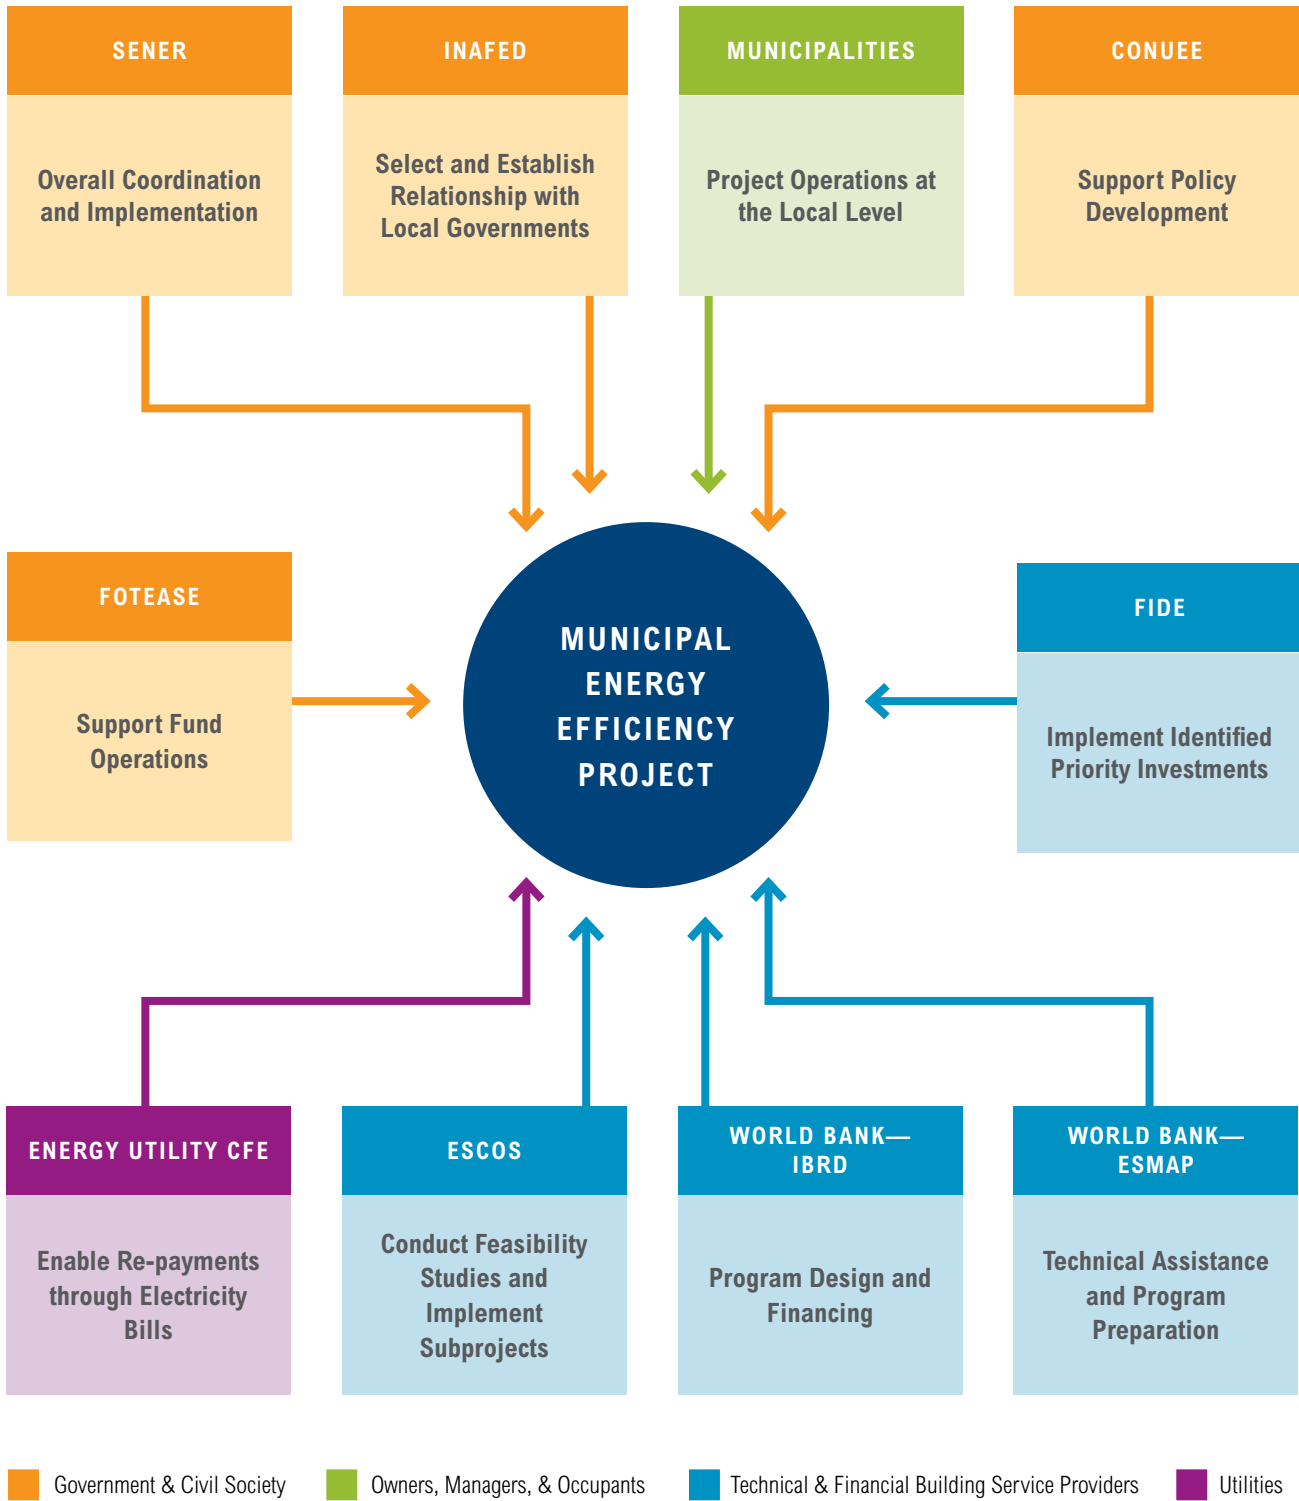 SENER
Overall Coordination
and Implementation
INAFED
Select and Establish
Relationship with
Local Governments
MUNICIPALITIES
Project Operations at
the Local Level
CONUEE
Support Policy
Development
FOTEASE
Support Fund
Operations
MUNICIPAL
ENERGY
EFFICIENCY
PROJECT
FIDE
Implement Identified
Priority Investments
ENERGY UTILITY CFE
Enable Re-payments
through Electricity
Bills
ESCOS
Conduct Feasibility
Studies and
Implement
Subprojects
WORLD BANK—
IBRD
Program Design and
Financing
WORLD BANK—
ESMAP
Technical Assistance
and Program
Preparation
Government & Civil Society
Owners, Managers, & Occupants
Technical & Financial Building Service Providers
Utilities